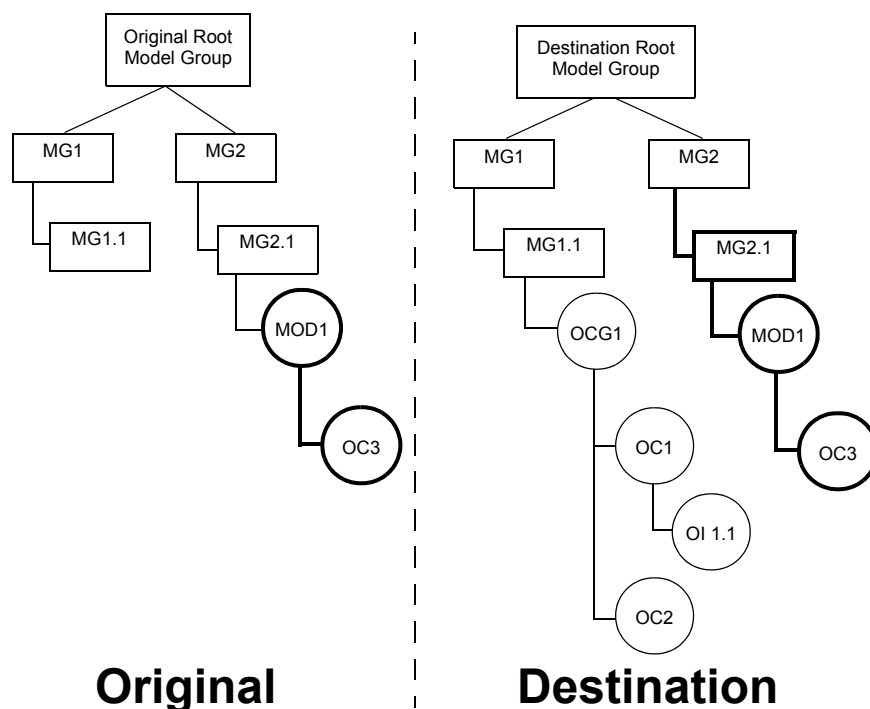 Original Root
Model Group
MG1
MG2
MG1.1
MG2.1
MOD1
OC3
Original
Destination Root
Model Group
MG1
MG2
MG1.1
MG2.1
OCG1
MOD1
OC1
OC3
OI 1.1
OC2
Destination